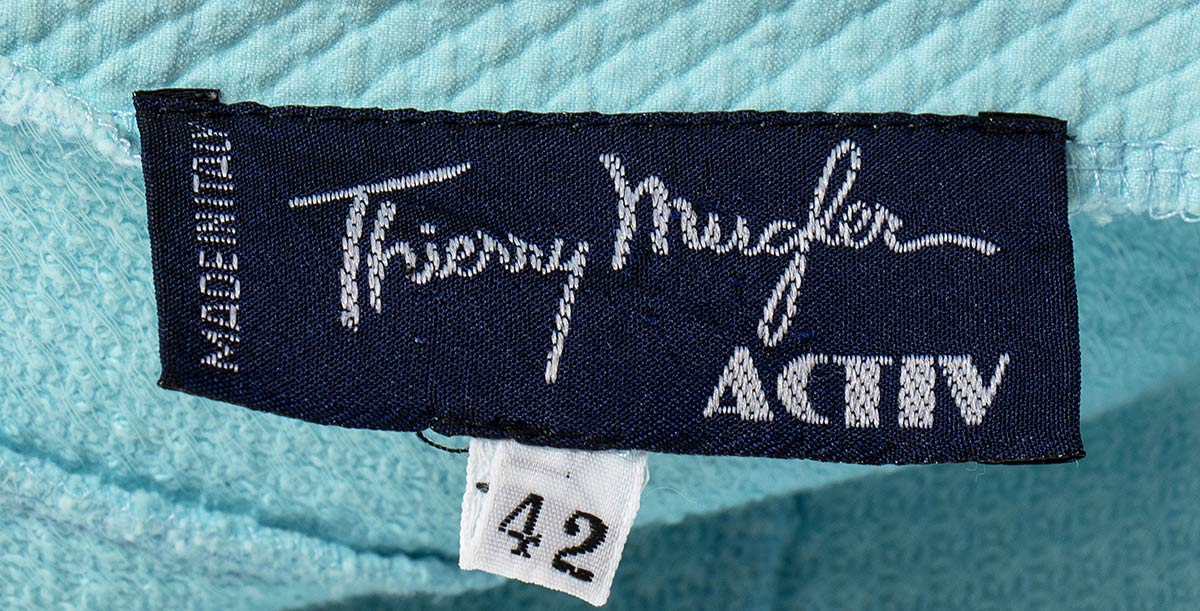 MADE IN ITALY
Thierry Mugler
ACTIV
42